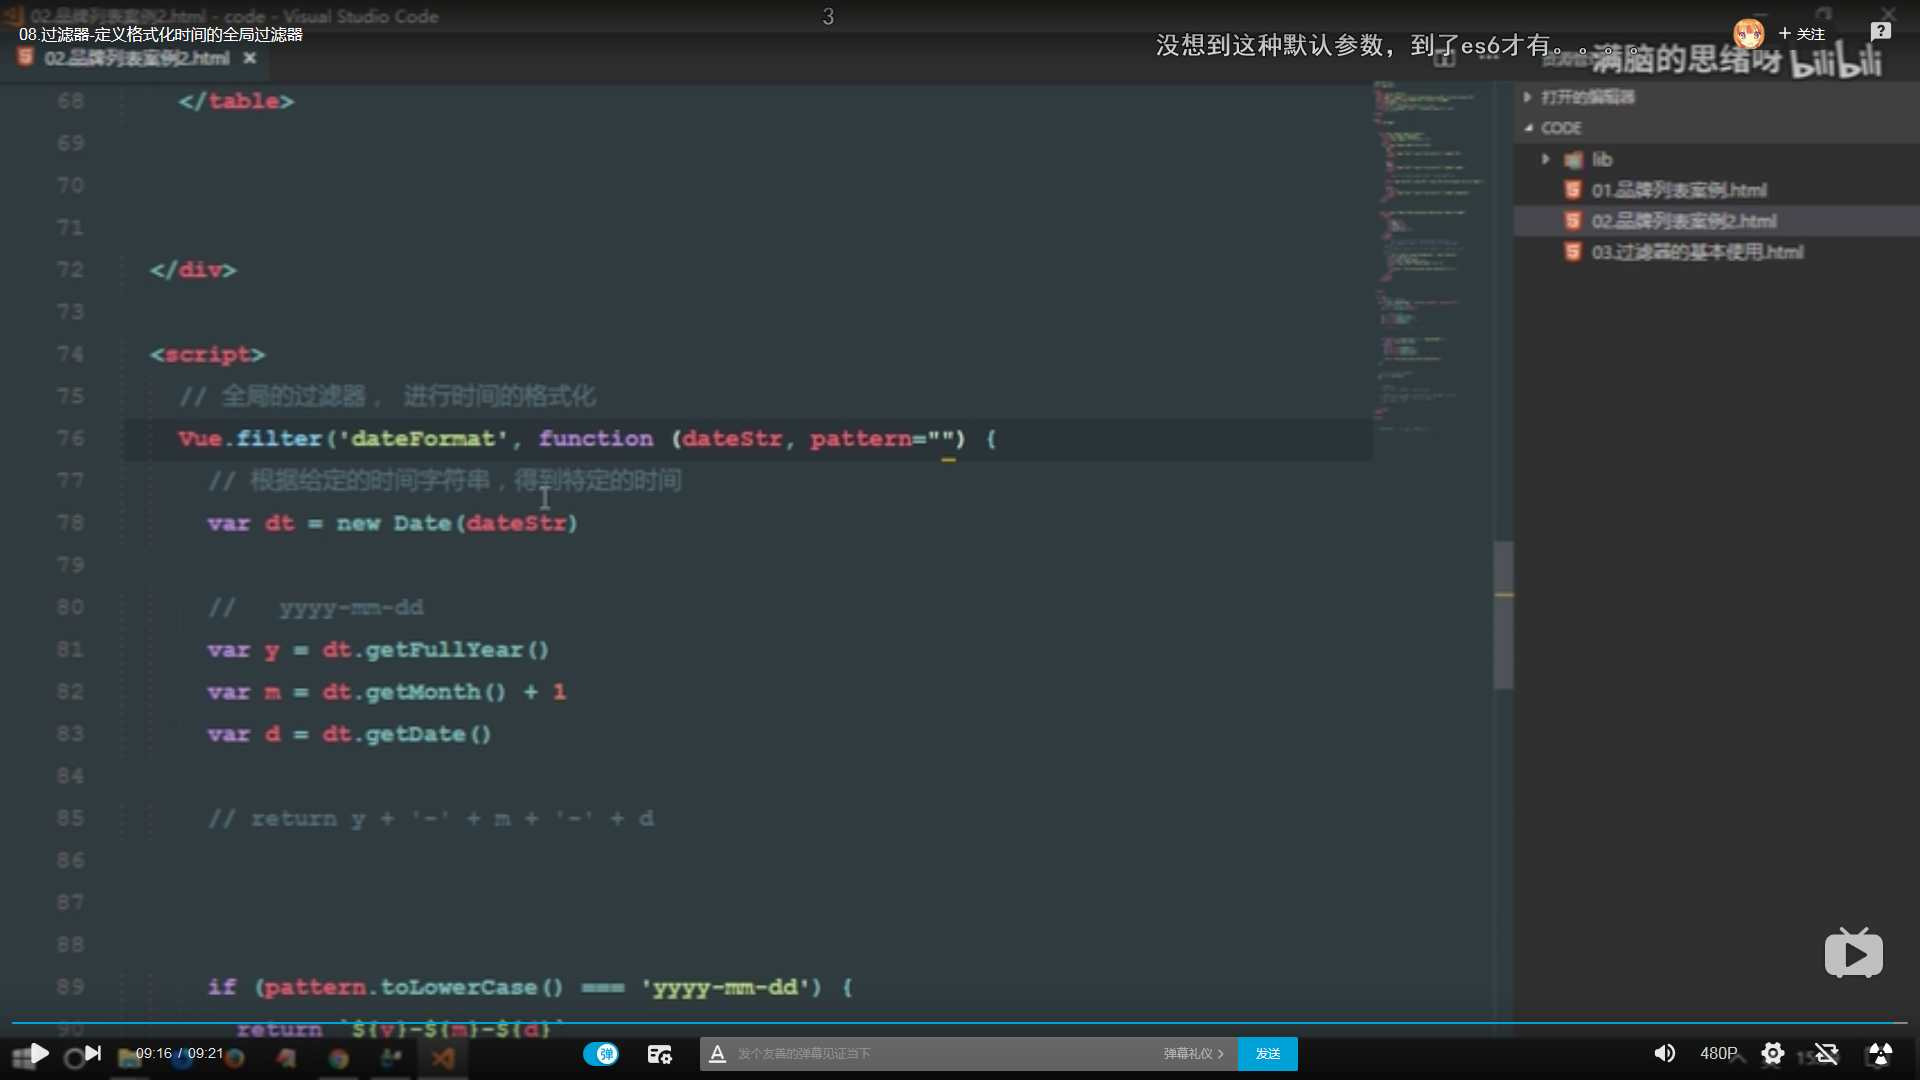 02.品牌列表案例2.html - code - Visual Studio Code
3
08.过滤器-定义格式化时间的全局过滤器
没想到这种默认参数，到了es6才有。。。。
+ 关注
02.品牌列表案例2.html ×
满脑的思绪呀 bilibili
打开的编辑器
CODE
lib
01.品牌列表案例.html
02.品牌列表案例2.html
03.过滤器的基本使用.html
68 </table>
69
70
71
72 </div>
73
74 <script>
75 // 全局的过滤器， 进行时间的格式化
76 Vue.filter('dateFormat', function (dateStr, pattern="") {
77 // 根据给定的时间字符串，得到特定的时间
78 var dt = new Date(dateStr)
79
80 //   yyyy-mm-dd
81 var y = dt.getFullYear()
82 var m = dt.getMonth() + 1
83 var d = dt.getDate()
84
85 // return y + '-' + m + '-' + d
86
87
88
89 if (pattern.toLowerCase() === 'yyyy-mm-dd') {
90 return `${y}-${m}-${d}`
09:16 / 09:21
弹
A 发个友善的弹幕见证当下
弹幕礼仪 >
发送
480P